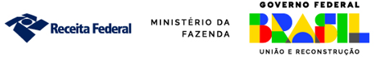 Receita Federal
MINISTÉRIO DA
FAZENDA
GOVERNO FEDERAL
BRASIL
UNIÃO E RECONSTRUÇÃO